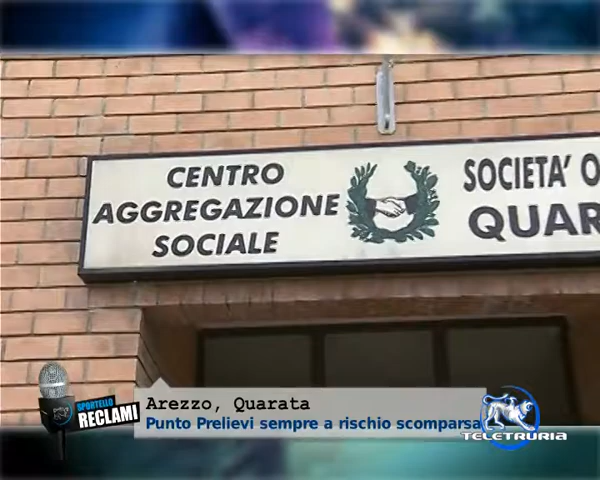 CENTRO
AGGREGAZIONE
SOCIALE
SOCIETA' O
QUAR
SPORTELLO
RECLAMI
Arezzo, Quarata
Punto Prelievi sempre a rischio scomparsa
TELETRURIA